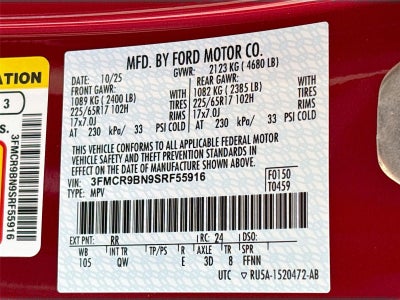 MFD. BY FORD MOTOR CO.
10/25 GVWR: 2123 KG ( 4680 LB)
FRONT GAWR: REAR GAWR:
1089 KG ( 2400 LB) 1082 KG ( 2385 LB)
225/65R17 102H TIRES 225/65R17 102H TIRES
17x7.0J RIMS 17x7.0J RIMS
AT 230 kPa/ 33 PSI COLD AT 230 kPa/ 33 PSI COLD
THIS VEHICLE CONFORMS TO ALL APPLICABLE FEDERAL MOTOR
VEHICLE SAFETY AND THEFT PREVENTION STANDARDS IN
EFFECT ON THE DATE OF MANUFACTURE SHOWN ABOVE.
VIN: 3FMCR9BN9SRF55916 F0150
TYPE: MPV T0459
EXT PNT: RR RC: 24 DSO:
WB BRK INT TR TP/PS R AXLE TR SPR
105 QW E 3D 8 FFNN
UTC RU5A-1520472-AB
ATION
3
S.
3FMCR9BN9SRF55916